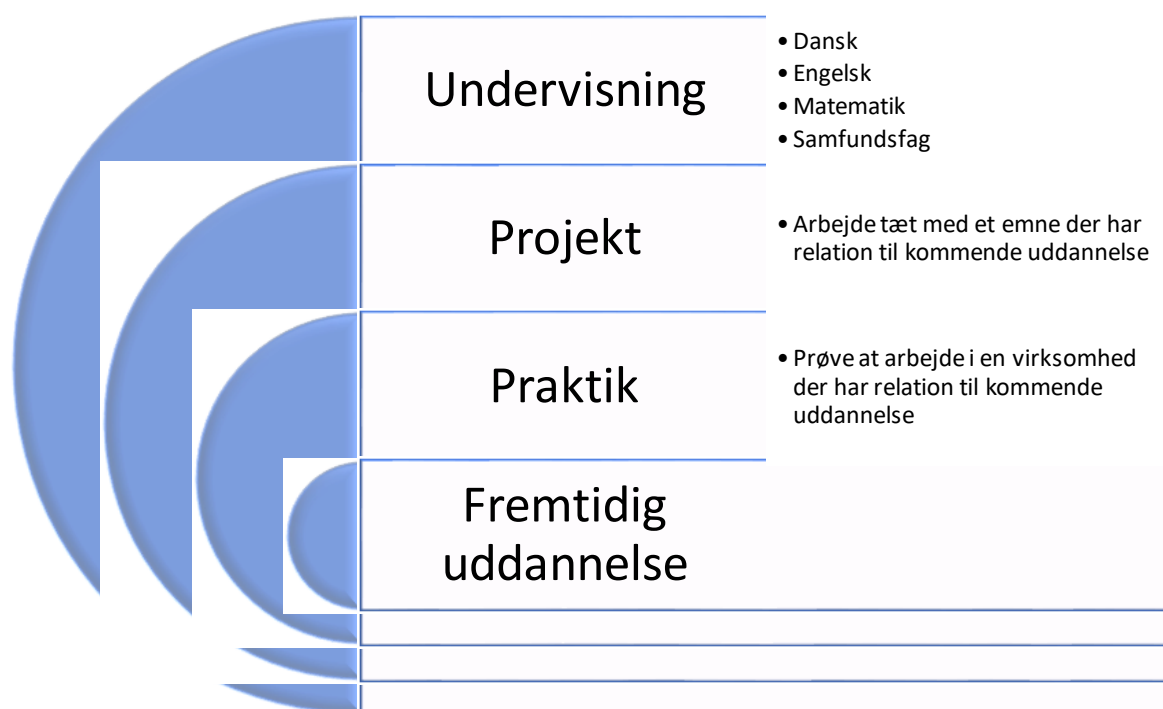 Undervisning
• Dansk
• Engelsk
• Matematik
• Samfundsfag
Projekt
• Arbejde tæt med et emne der har
relation til kommende uddannelse
Praktik
• Prøve at arbejde i en virksomhed
der har relation til kommende
uddannelse
Fremtidig
uddannelse